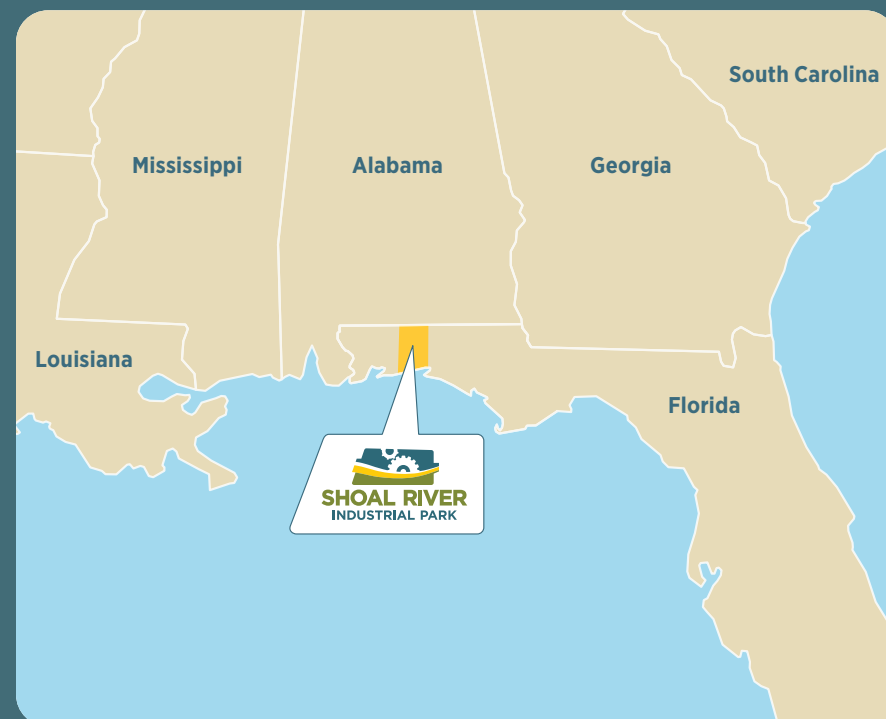 South Carolina
Mississippi
Alabama
Georgia
Louisiana
Florida
SHOAL RIVER
INDUSTRIAL PARK